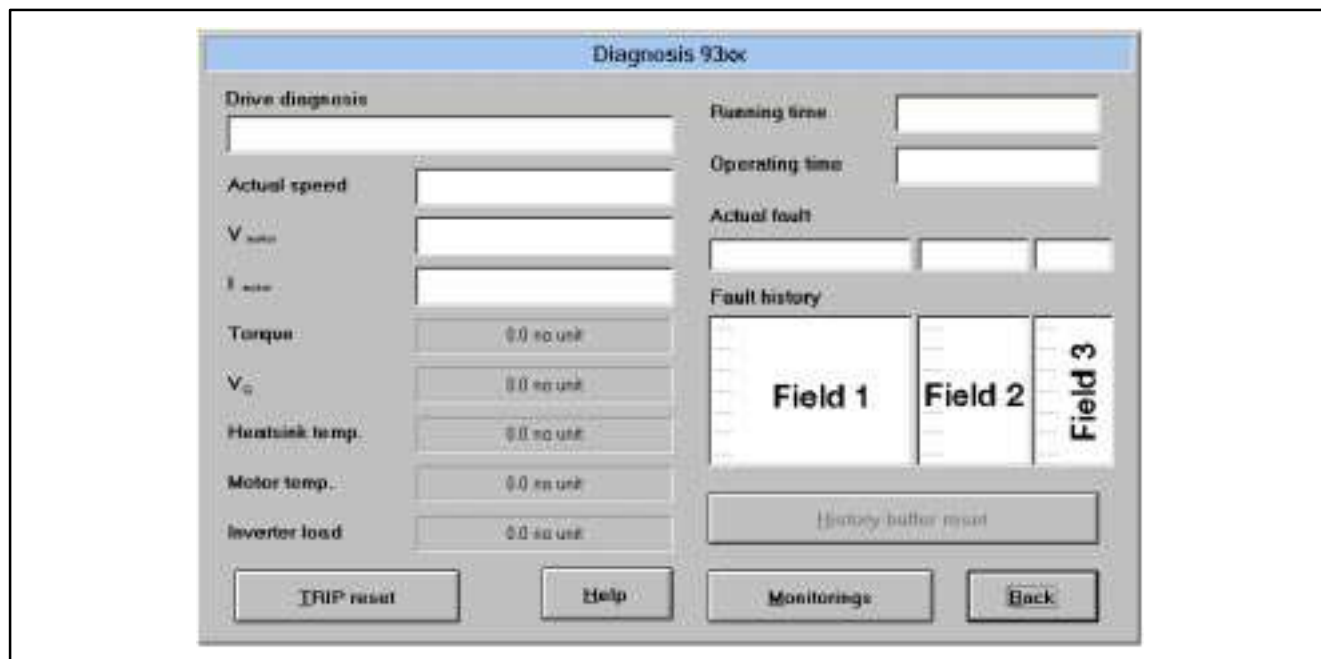 Diagnosis 93xx
Drive diagnosis
Actual speed
V motor
I motor
Torque 0.0 no unit
V G 0.0 no unit
Heatsink temp. 0.0 no unit
Motor temp. 0.0 no unit
Inverter load 0.0 no unit
TRIP reset
Help
Running time
Operating time
Actual fault
Fault history
Field 1
Field 2
Field 3
History buffer reset
Monitorings
Back